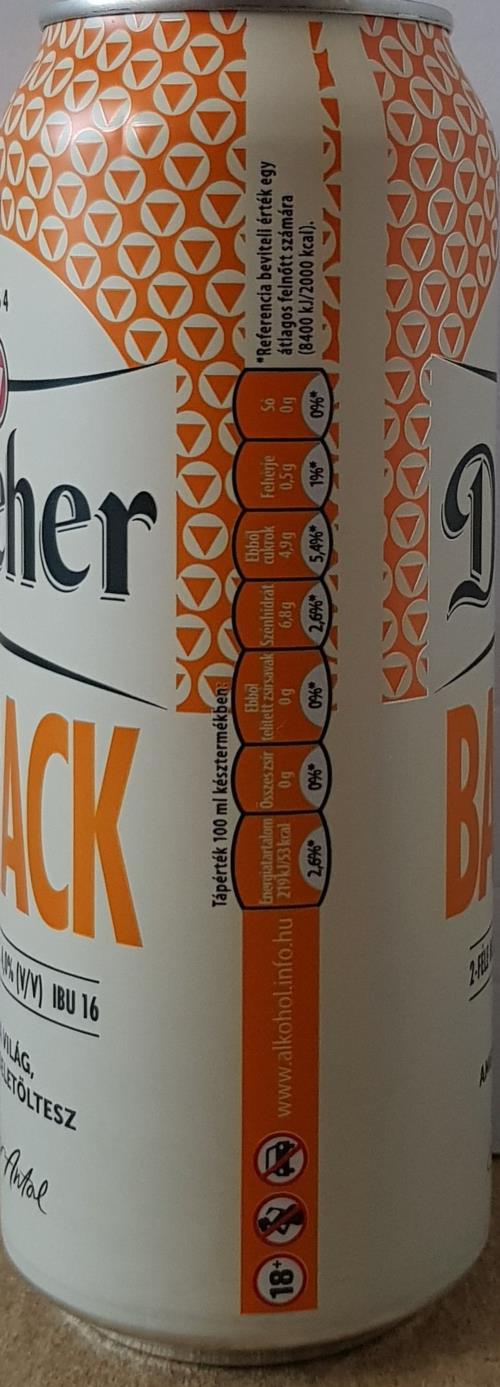 her
ACK
(V/V) IBU 16
VILÁG,
ELETÖLTESZ
Antal
*Referencia beviteli érték egy
átlagos felnőtt számára
(8400 kJ/2000 kcal).
Tápérték 100 ml késztermékben:
Energiatartalom
219 kJ/53 kcal
2,6%*
Összes zsír
0 g
0%*
Ebből
telített zsírsavak
0 g
0%*
Szénhidrát
6,8 g
2,6%*
Ebből
cukrok
4,9 g
5,4%*
Fehérje
0,5 g
1%*
Só
0 g
0%*
www.alkohol.info.hu
18+
D
BA
2-FÉLE